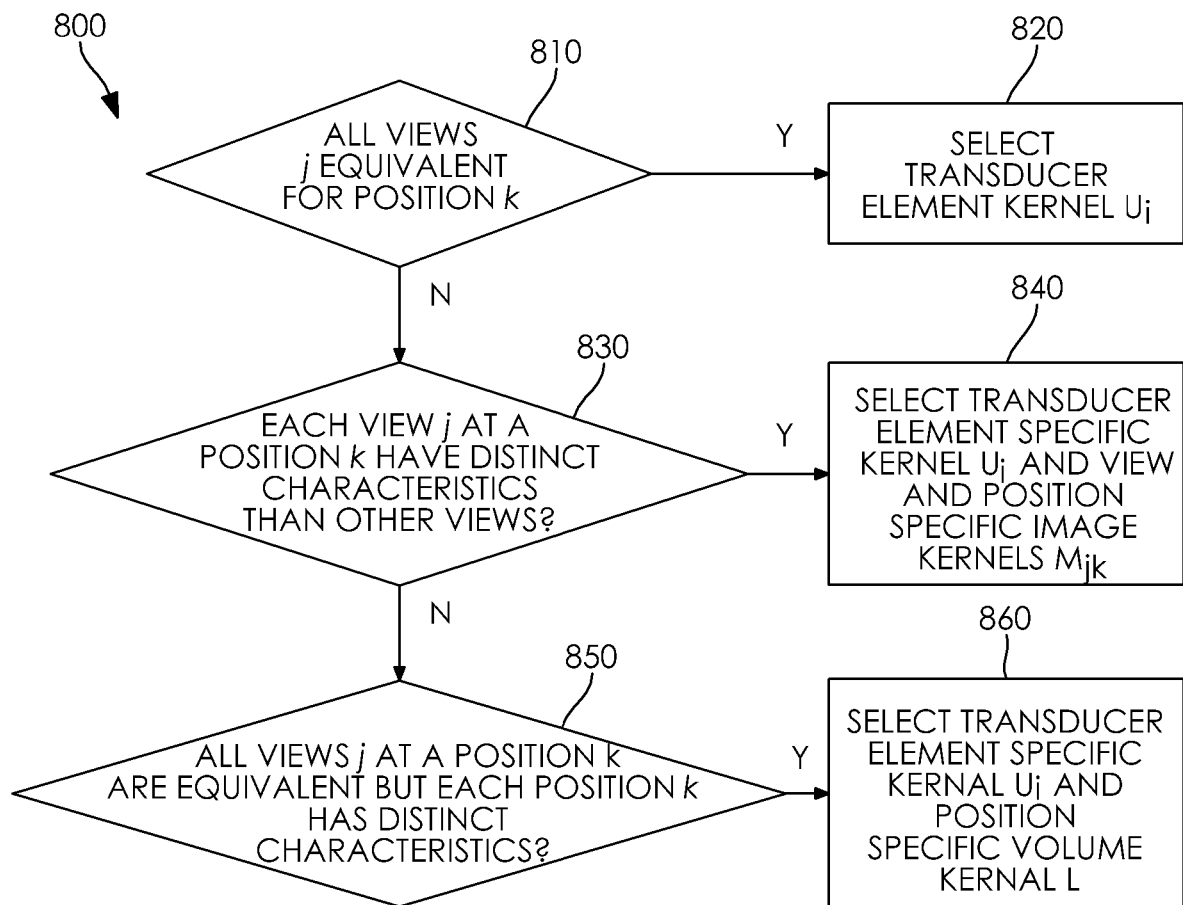 800
810
820
ALL VIEWS
j EQUIVALENT
FOR POSITION k
Y
SELECT
TRANSDUCER
ELEMENT KERNEL Ui
N
830
840
EACH VIEW j AT A
POSITION k HAVE DISTINCT
CHARACTERISTICS
THAN OTHER VIEWS?
Y
SELECT TRANSDUCER
ELEMENT SPECIFIC
KERNEL Ui AND VIEW
AND POSITION
SPECIFIC IMAGE
KERNELS Mjk
N
850
860
ALL VIEWS j AT A POSITION k
ARE EQUIVALENT BUT EACH POSITION k
HAS DISTINCT
CHARACTERISTICS?
Y
SELECT TRANSDUCER
ELEMENT SPECIFIC
KERNAL Ui AND
POSITION
SPECIFIC VOLUME
KERNAL L